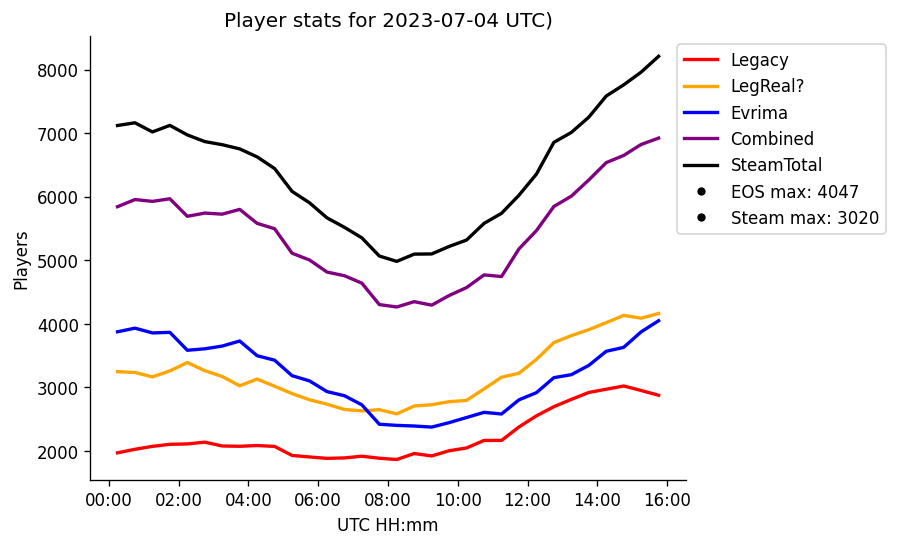 Player stats for 2023-07-04 UTC)
8000
7000
6000
5000
4000
3000
2000
Players
00:00 02:00 04:00 06:00 08:00 10:00 12:00 14:00 16:00
UTC HH:mm
Legacy
LegReal?
Evrima
Combined
SteamTotal
EOS max: 4047
Steam max: 3020